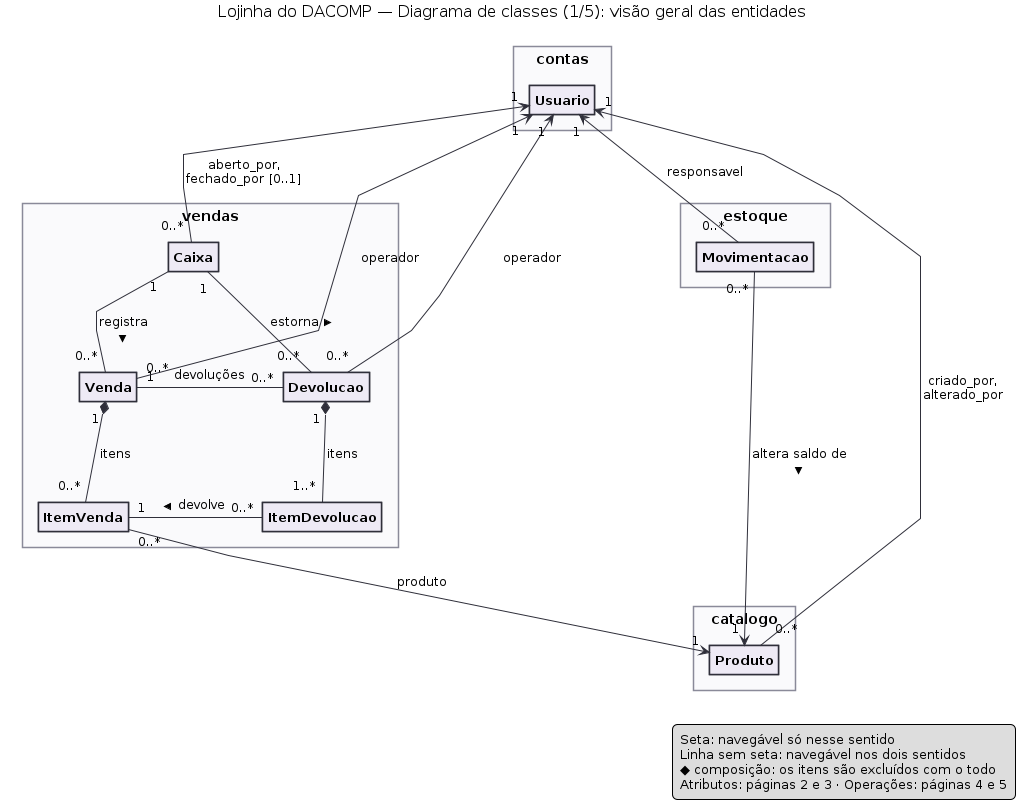 Lojinha do DACOMP — Diagrama de classes (1/5): visão geral das entidades
contas
Usuario
1
1
1
1
1
1
aberto_por,
fechado_por [0..1]
responsavel
vendas
estoque
0..*
0..*
Caixa
Movimentacao
operador
operador
1
1
0..*
registra
▼
estorna ►
0..*
0..*
0..*
0..*
1
devoluções
0..*
Venda
Devolucao
criado_por,
alterado_por
1
1
itens
itens
altera saldo de
▼
0..*
1..*
ItemVenda
1
◄ devolve
0..*
ItemDevolucao
0..*
produto
catalogo
1
0..*
1
Produto
Seta: navegável só nesse sentido
Linha sem seta: navegável nos dois sentidos
◆ composição: os itens são excluídos com o todo
Atributos: páginas 2 e 3 · Operações: páginas 4 e 5